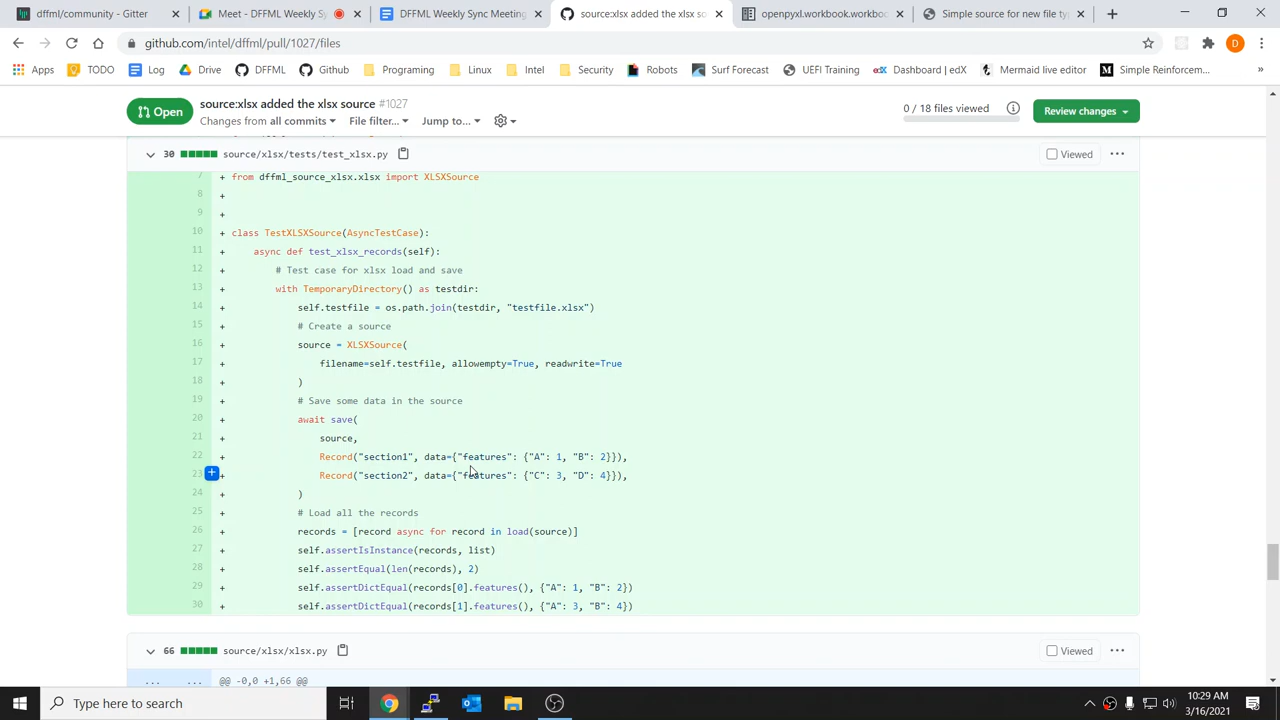 dffml/community - Gitter
Meet - DFFML Weekly Sy
DFFML Weekly Sync Meeting
source:xlsx added the xlsx so
openpyxl.workbook.workboo
Simple source for new file ty
github.com/intel/dffml/pull/1027/files
D
Apps
TODO
Log
Drive
DFFML
Github
Programing
Linux
Intel
Security
Robots
Surf Forecast
UEFI Training
Dashboard | edX
Mermaid live editor
Simple Reinforcem...
»
Open
source:xlsx added the xlsx source #1027
Changes from all commits
File filter...
Jump to...
0 / 18 files viewed
Review changes
30 source/xlsx/tests/test_xlsx.py
Viewed
7 + from dffml_source_xlsx.xlsx import XLSXSource
8 +
9 +
10 + class TestXLSXSource(AsyncTestCase):
11 + async def test_xlsx_records(self):
12 + # Test case for xlsx load and save
13 + with TemporaryDirectory() as testdir:
14 + self.testfile = os.path.join(testdir, "testfile.xlsx")
15 + # Create a source
16 + source = XLSXSource(
17 + filename=self.testfile, allowempty=True, readwrite=True
18 + )
19 + # Save some data in the source
20 + await save(
21 + source,
22 + Record("section1", data={"features": {"A": 1, "B": 2}}),
23 + Record("section2", data={"features": {"C": 3, "D": 4}}),
24 + )
25 + # Load all the records
26 + records = [record async for record in load(source)]
27 + self.assertIsInstance(records, list)
28 + self.assertEqual(len(records), 2)
29 + self.assertDictEqual(records[0].features(), {"A": 1, "B": 2})
30 + self.assertDictEqual(records[1].features(), {"A": 3, "B": 4})
66 source/xlsx/xlsx.py
Viewed
... ... @@ -0,0 +1,66 @@
Type here to search
10:29 AM
3/16/2021